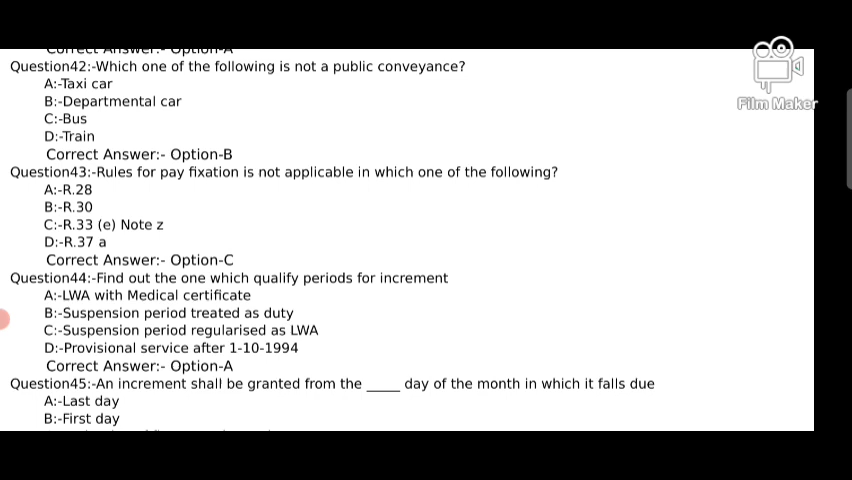 Correct Answer:- Option-A
Question42:-Which one of the following is not a public conveyance?
A:-Taxi car
B:-Departmental car
C:-Bus
D:-Train
Correct Answer:- Option-B
Question43:-Rules for pay fixation is not applicable in which one of the following?
A:-R.28
B:-R.30
C:-R.33 (e) Note z
D:-R.37 a
Correct Answer:- Option-C
Question44:-Find out the one which qualify periods for increment
A:-LWA with Medical certificate
B:-Suspension period treated as duty
C:-Suspension period regularised as LWA
D:-Provisional service after 1-10-1994
Correct Answer:- Option-A
Question45:-An increment shall be granted from the _____ day of the month in which it falls due
A:-Last day
B:-First day
Film Maker